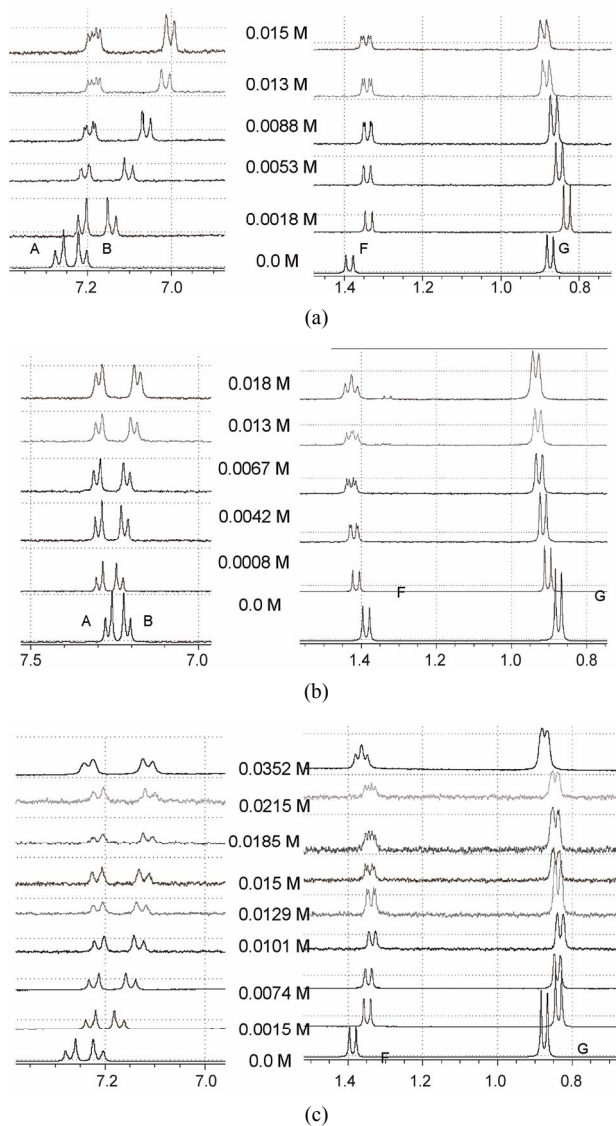 0.015 M
0.013 M
0.0088 M
0.0053 M
0.0018 M
A B 0.0 M F G
7.2 7.0 1.4 1.2 1.0 0.8
(a)
0.018 M
0.013 M
0.0067 M
0.0042 M
0.0008 M
F
A B 0.0 M G
7.5 7.0 1.4 1.2 1.0 0.8
(b)
0.0352 M
0.0215 M
0.0185 M
0.015 M
0.0129 M
0.0101 M
0.0074 M
0.0015 M
0.0 M F G
7.2 7.0 1.4 1.2 1.0 0.8
(c)